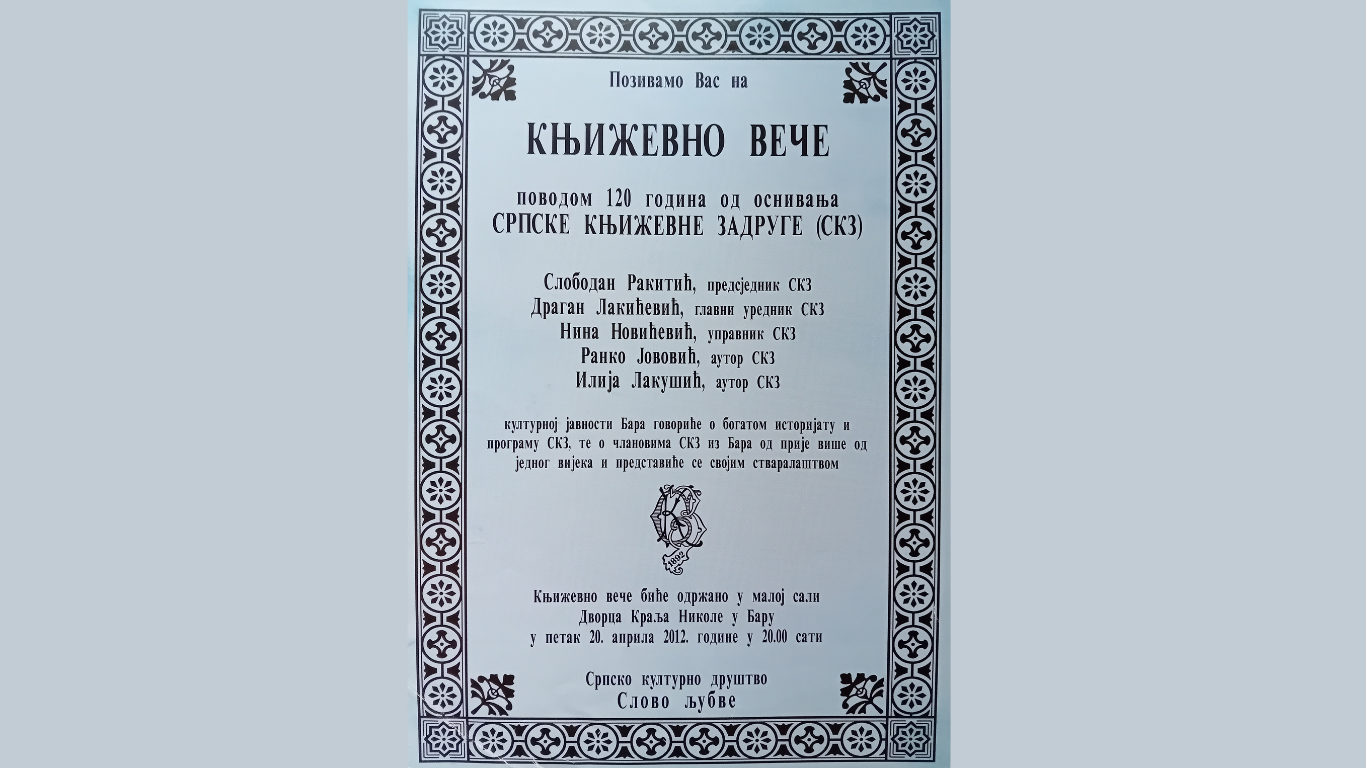 Позивамо Вас на
КЊИЖЕВНО ВЕЧЕ
поводом 120 година од оснивања
СРПСКЕ КЊИЖЕВНЕ ЗАДРУГЕ (СКЗ)
Слободан Ракитић, предсједник СКЗ
Драган Лакићевић, главни уредник СКЗ
Нина Новићевић, управник СКЗ
Ранко Јововић, аутор СКЗ
Илија Лакушић, аутор СКЗ
културној јавности Бара говориће о богатом историјату и
програму СКЗ, те о члановима СКЗ из Бара од прије више од
једног вијека и представиће се својим стваралаштвом
1892
Књижевно вече биће одржано у малој сали
Дворца Краља Николе у Бару
у петак 20. априла 2012. године у 20.00 сати
Српско културно друштво
Слово љубве